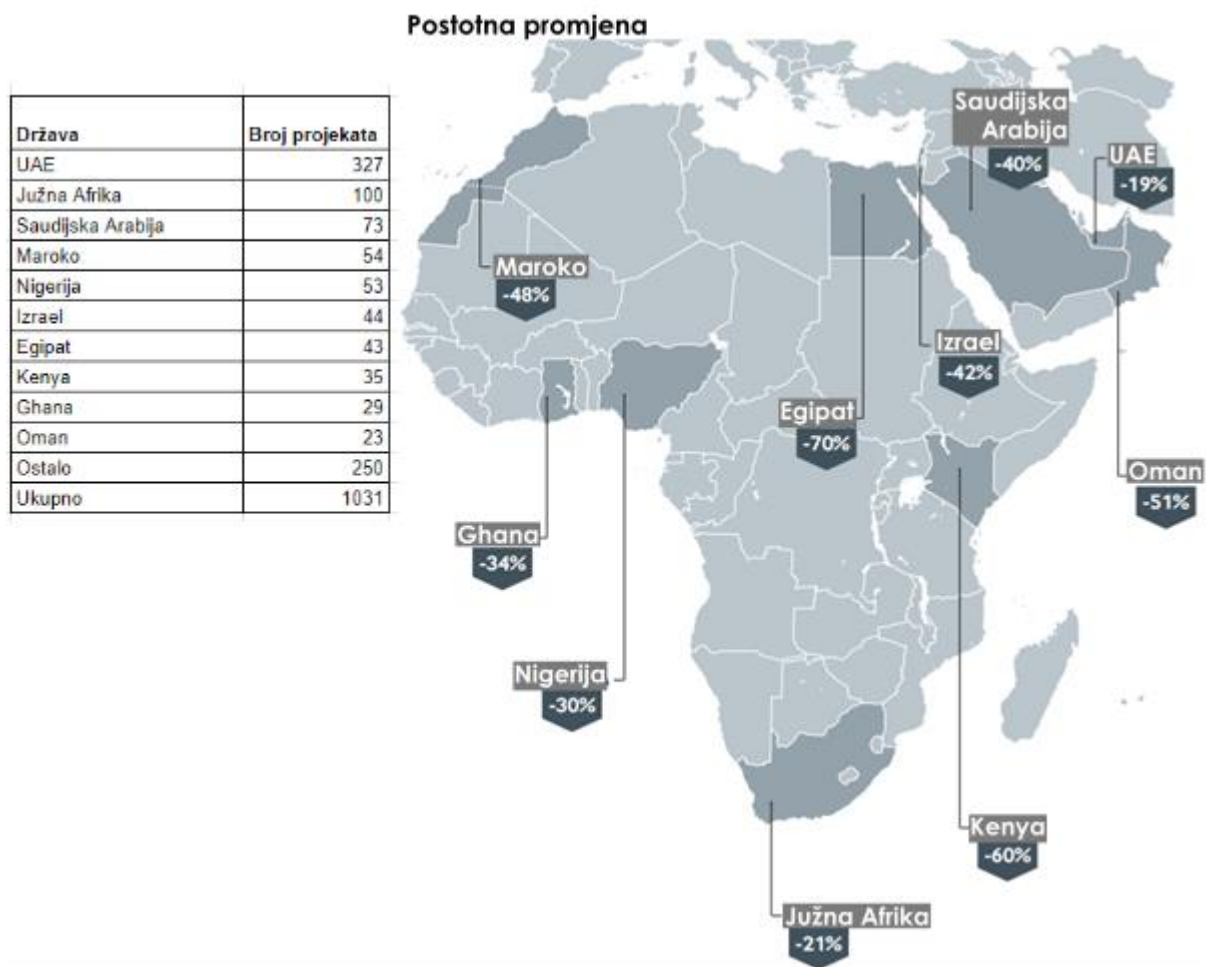 Postotna promjena
Država Broj projekata
UAE 327
Južna Afrika 100
Saudijska Arabija 73
Maroko 54
Nigerija 53
Izrael 44
Egipat 43
Kenya 35
Ghana 29
Oman 23
Ostalo 250
Ukupno 1031
Saudijska
Arabija
-40%
UAE
-19%
Maroko
-48%
Izrael
-42%
Egipat
-70%
Oman
-51%
Ghana
-34%
Nigerija
-30%
Kenya
-60%
Južna Afrika
-21%